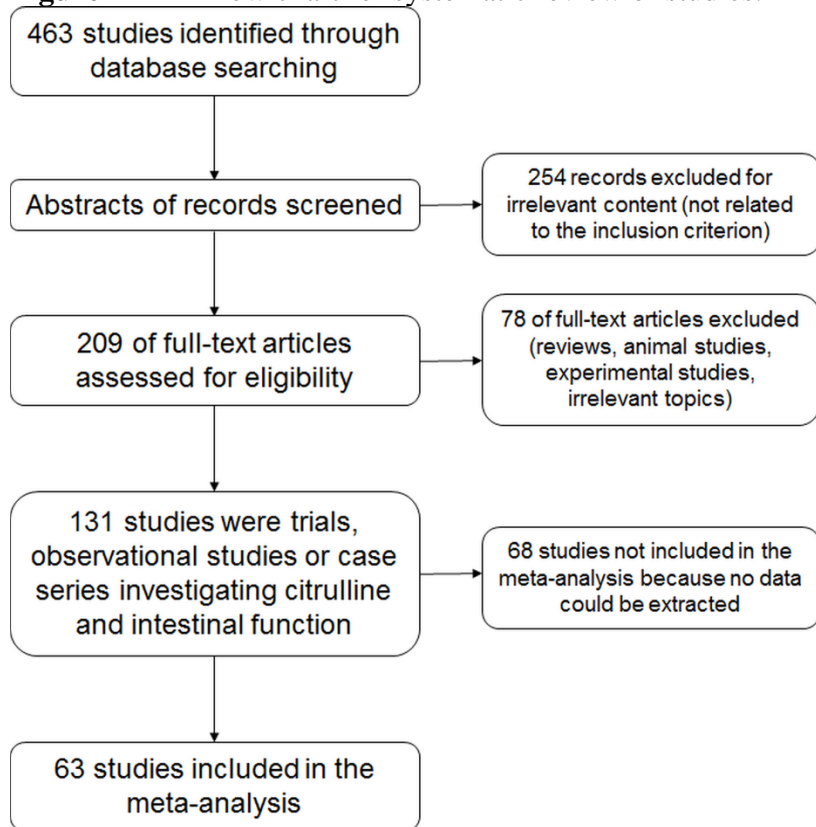 463 studies identified through
database searching
Abstracts of records screened
254 records excluded for
irrelevant content (not related
to the inclusion criterion)
209 of full-text articles
assessed for eligibility
78 of full-text articles excluded
(reviews, animal studies,
experimental studies,
irrelevant topics)
131 studies were trials,
observational studies or case
series investigating citrulline
and intestinal function
68 studies not included in the
meta-analysis because no data
could be extracted
63 studies included in the
meta-analysis